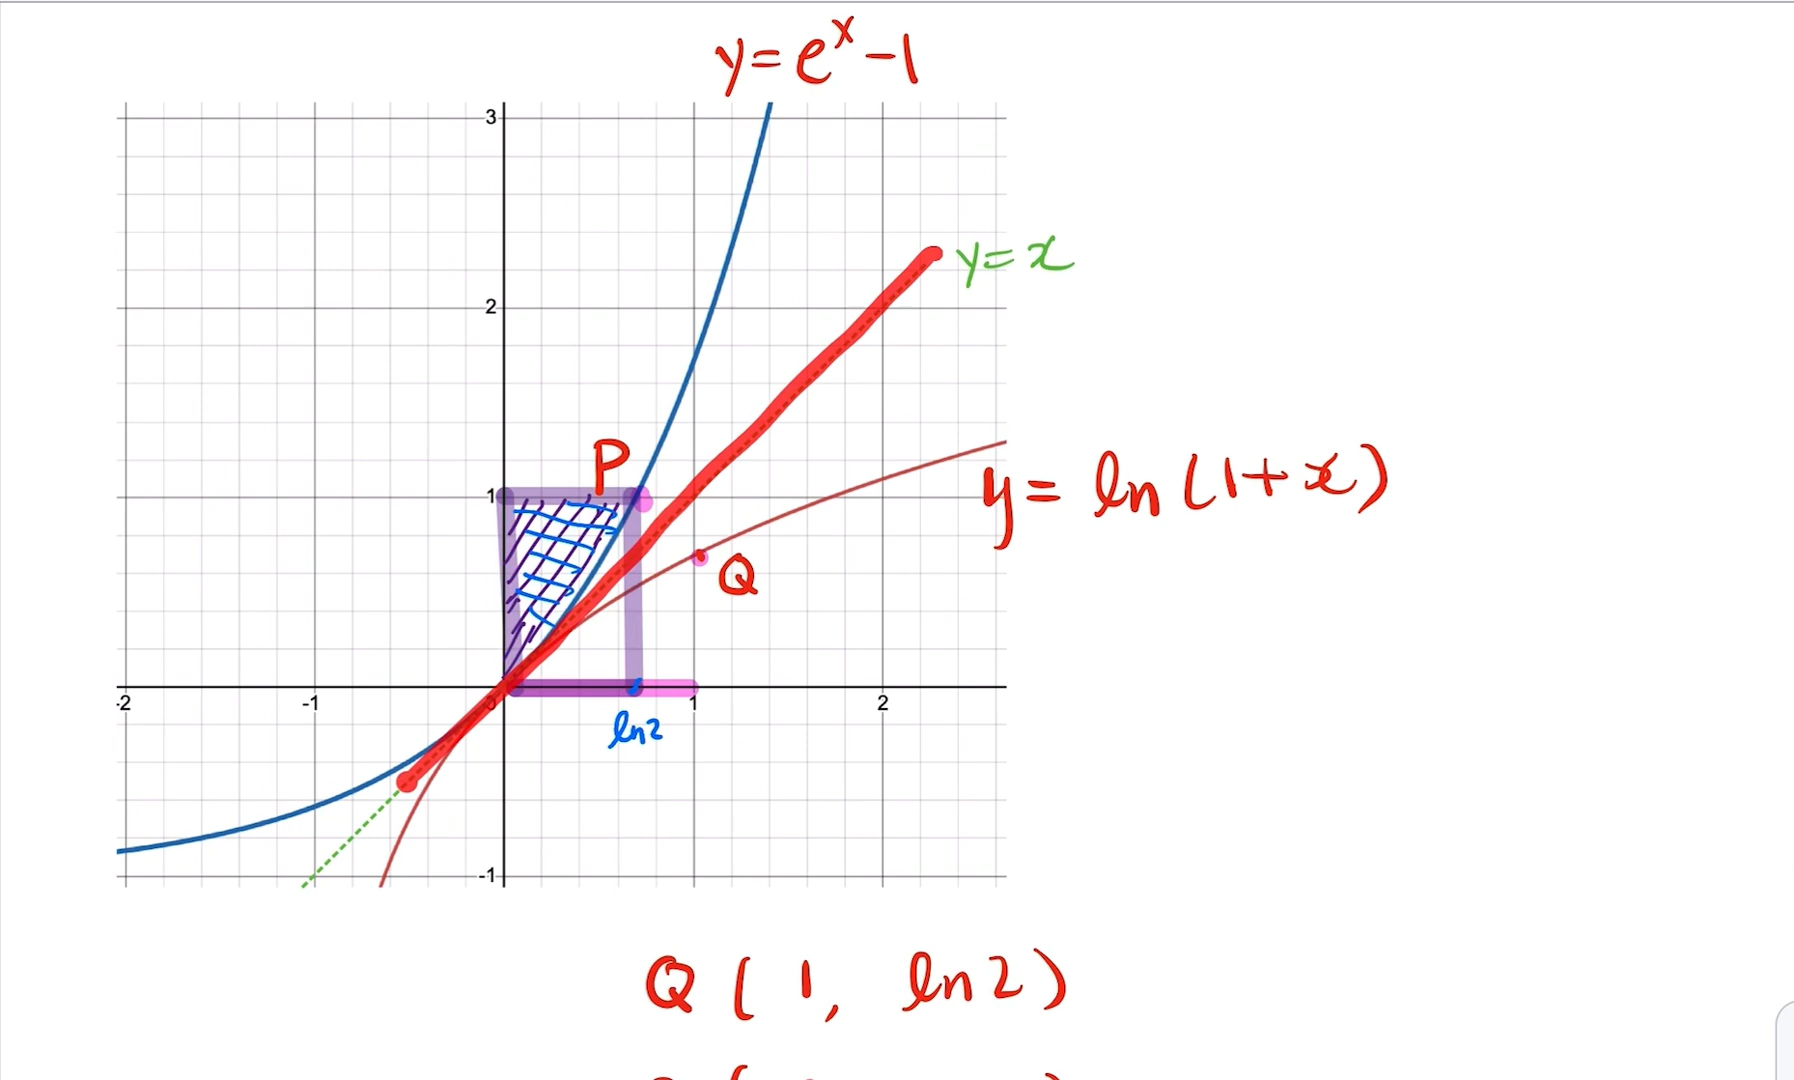 y = e^x - 1
3
y = x
2
P
1
y = ln(1+x)
Q
-2 -1 0 1 2
ln2
-1
Q ( 1, ln2 )